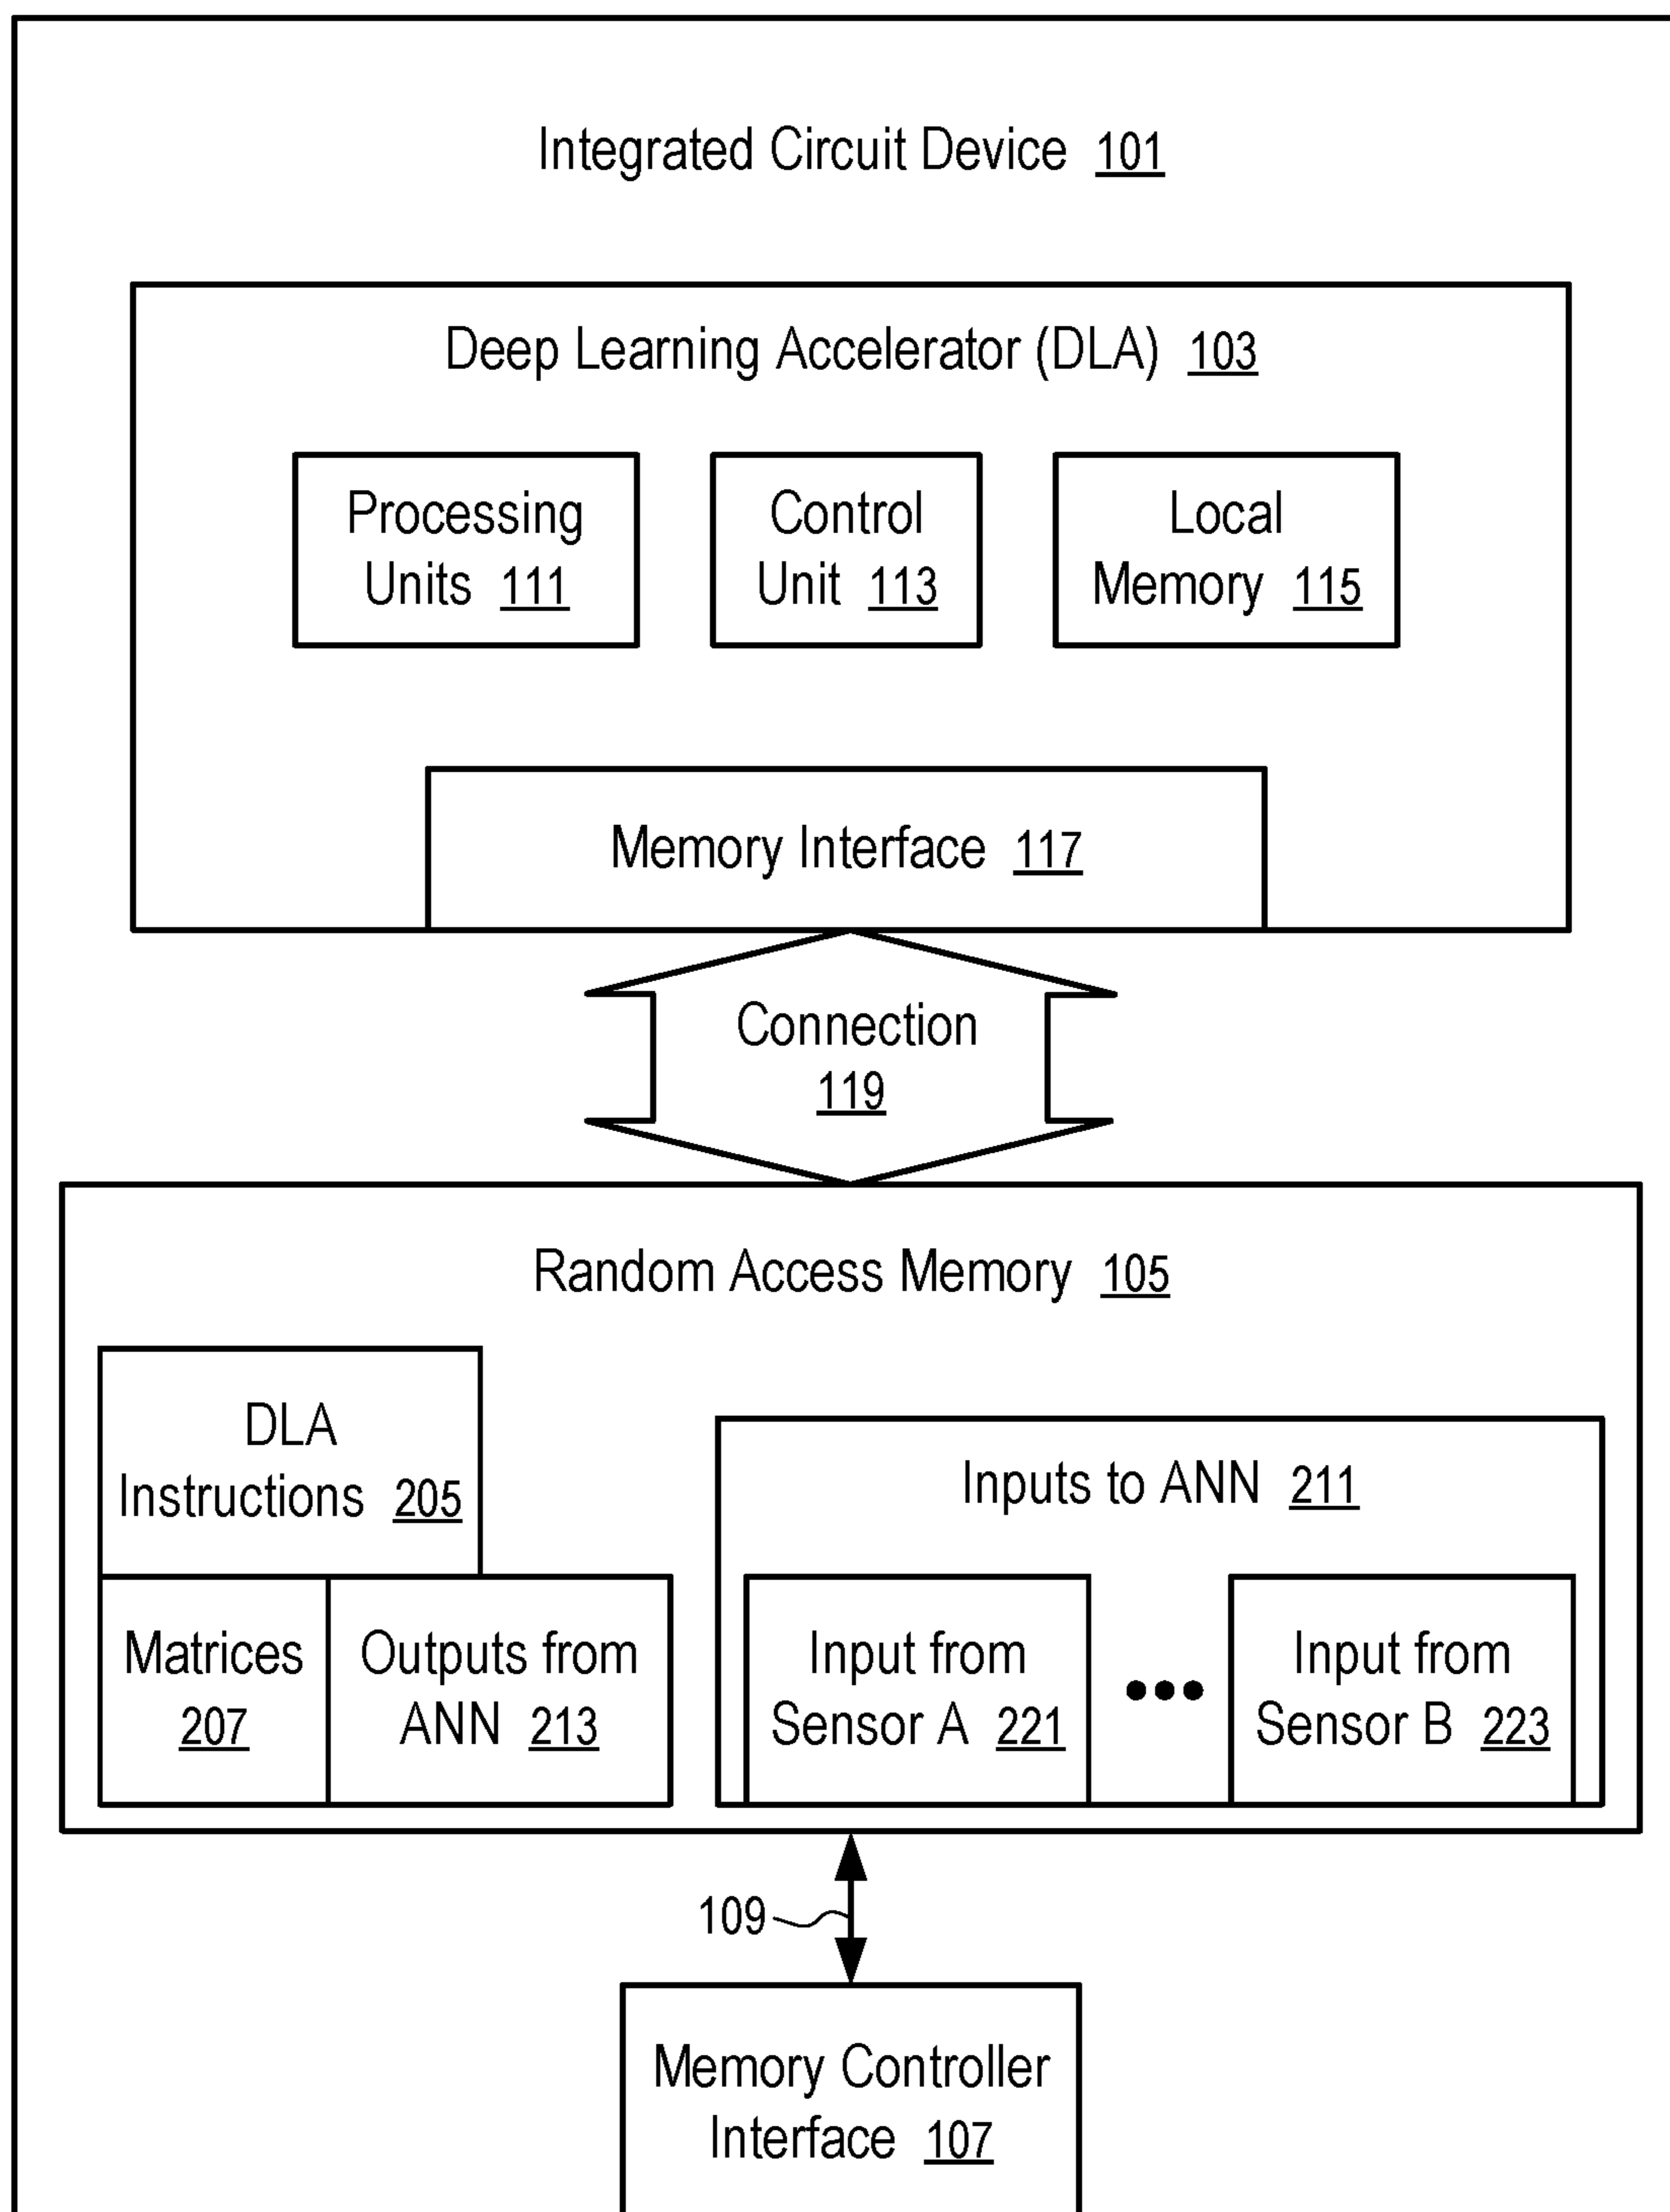 Integrated Circuit Device 101
Deep Learning Accelerator (DLA) 103
Processing
Units 111
Control
Unit 113
Local
Memory 115
Memory Interface 117
Connection
119
Random Access Memory 105
DLA
Instructions 205
Matrices
207
Outputs from
ANN 213
Inputs to ANN 211
Input from
Sensor A 221
Input from
Sensor B 223
109
Memory Controller
Interface 107